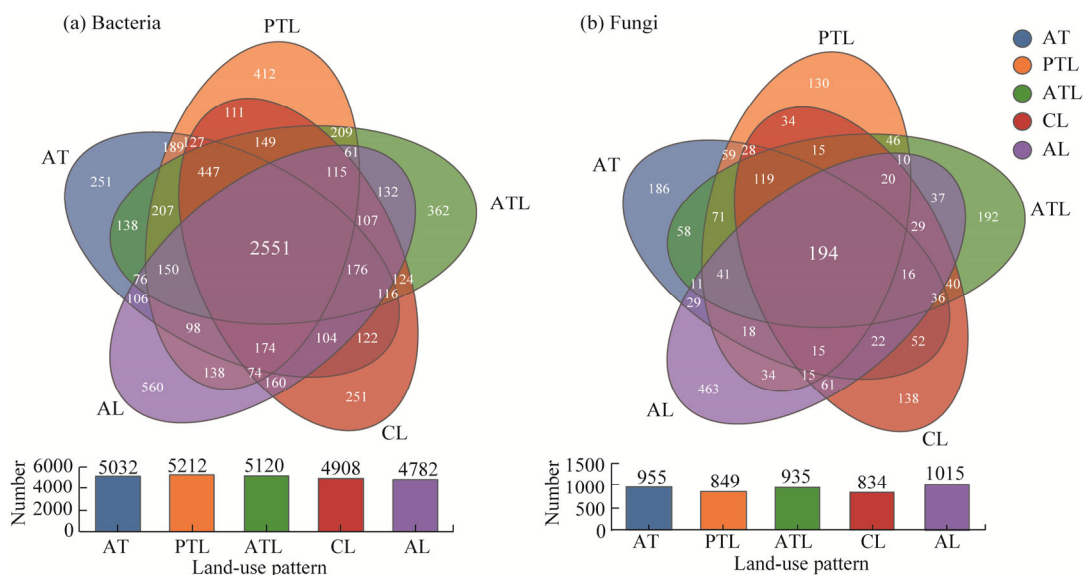 (a) Bacteria
PTL
412
111
189
127
149
209
61
AT
251
447
115
132
ATL
138
207
107
362
2551
76
150
176
124
106
116
98
104
122
174
138
74
160
560
251
AL
CL
6000
4000
2000
0
Number
5032
5212
5120
4908
4782
AT
PTL
ATL
CL
AL
Land-use pattern
(b) Fungi
PTL
130
34
59
28
15
46
10
AT
186
119
20
37
ATL
58
71
29
192
194
11
41
16
40
29
36
18
22
52
15
34
15
61
463
138
AL
CL
1500
1000
500
0
Number
955
849
935
834
1015
AT
PTL
ATL
CL
AL
Land-use pattern
AT
PTL
ATL
CL
AL